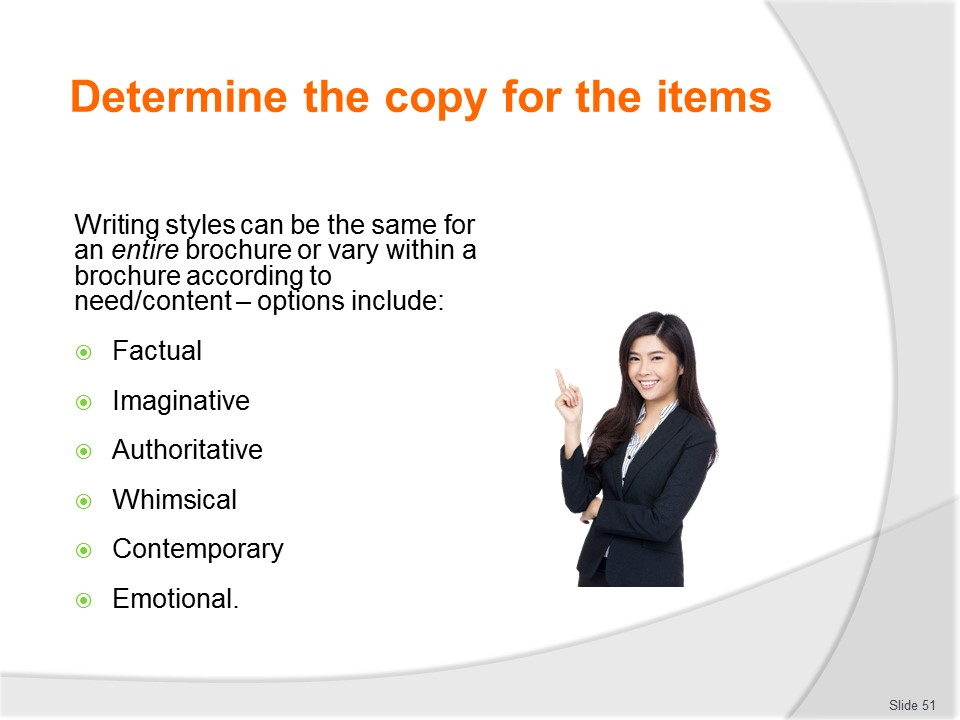 Determine the copy for the items
Writing styles can be the same for
an entire brochure or vary within a
brochure according to
need/content – options include:
Factual
Imaginative
Authoritative
Whimsical
Contemporary
Emotional.
Slide 51